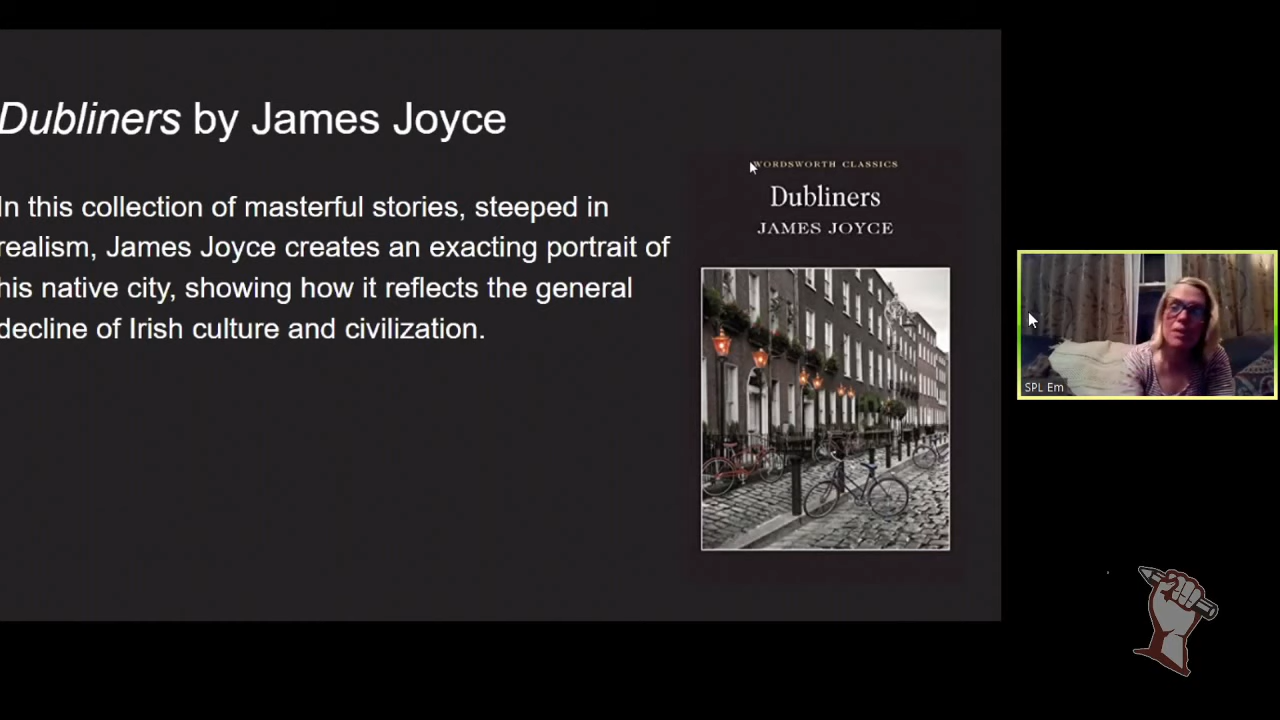 Dubliners by James Joyce
In this collection of masterful stories, steeped in
realism, James Joyce creates an exacting portrait of
his native city, showing how it reflects the general
decline of Irish culture and civilization.
WORDSWORTH CLASSICS
Dubliners
JAMES JOYCE
SPL Em